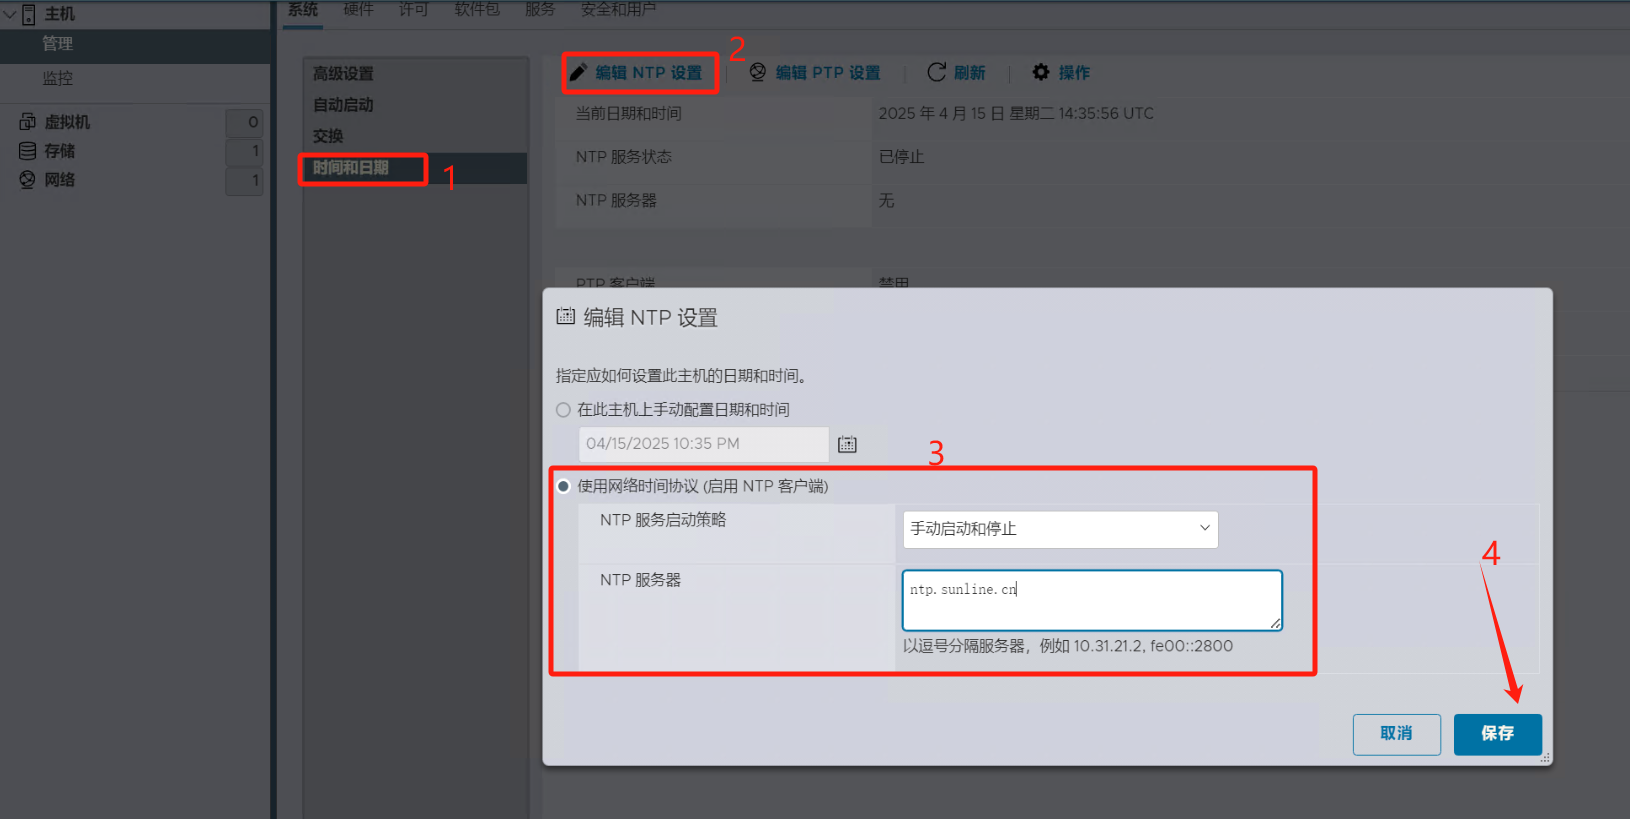 主机
管理
监控
虚拟机 0
存储 1
网络 1
系统 硬件 许可 软件包 服务 安全和用户
高级设置
自动启动
交换
时间和日期
1
2
编辑 NTP 设置 编辑 PTP 设置 刷新 操作
当前日期和时间 2025 年 4 月 15 日 星期二 14:35:56 UTC
NTP 服务状态 已停止
NTP 服务器 无
PTP 客户端 禁用
编辑 NTP 设置
指定应如何设置此主机的日期和时间。
在此主机上手动配置日期和时间
04/15/2025 10:35 PM
3
使用网络时间协议 (启用 NTP 客户端)
NTP 服务启动策略 手动启动和停止
4
NTP 服务器 ntp.sunline.cn
以逗号分隔服务器，例如 10.31.21.2, fe00::2800
取消 保存